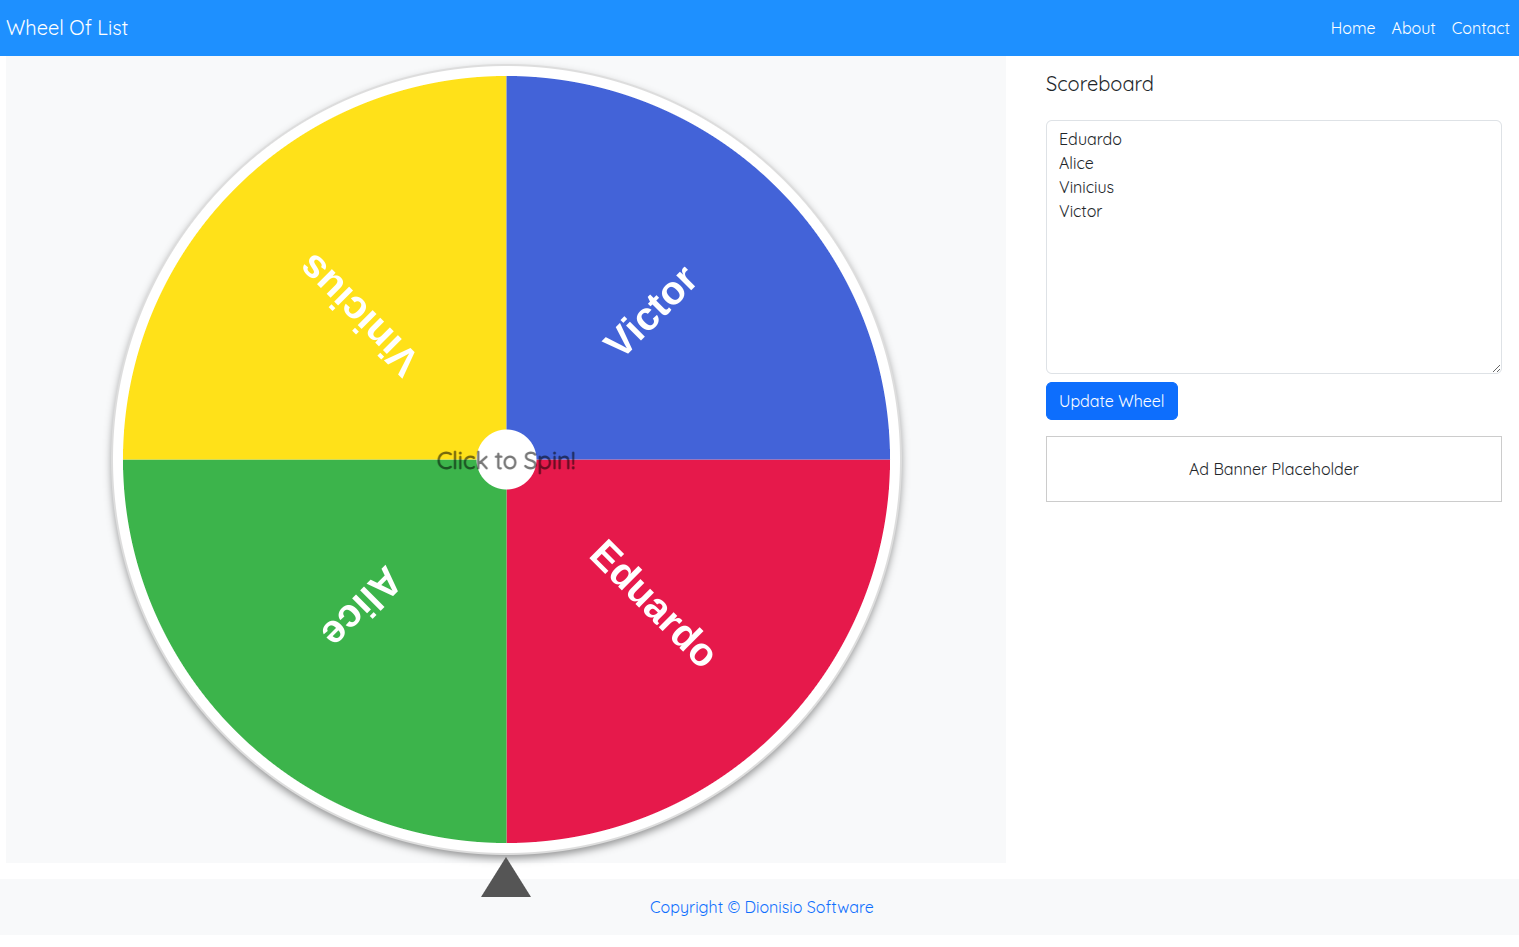 Wheel Of List
Home About Contact
Vinicius
Victor
Click to Spin!
Alice
Eduardo
Scoreboard
Eduardo
Alice
Vinicius
Victor
Update Wheel
Ad Banner Placeholder
Copyright © Dionisio Software